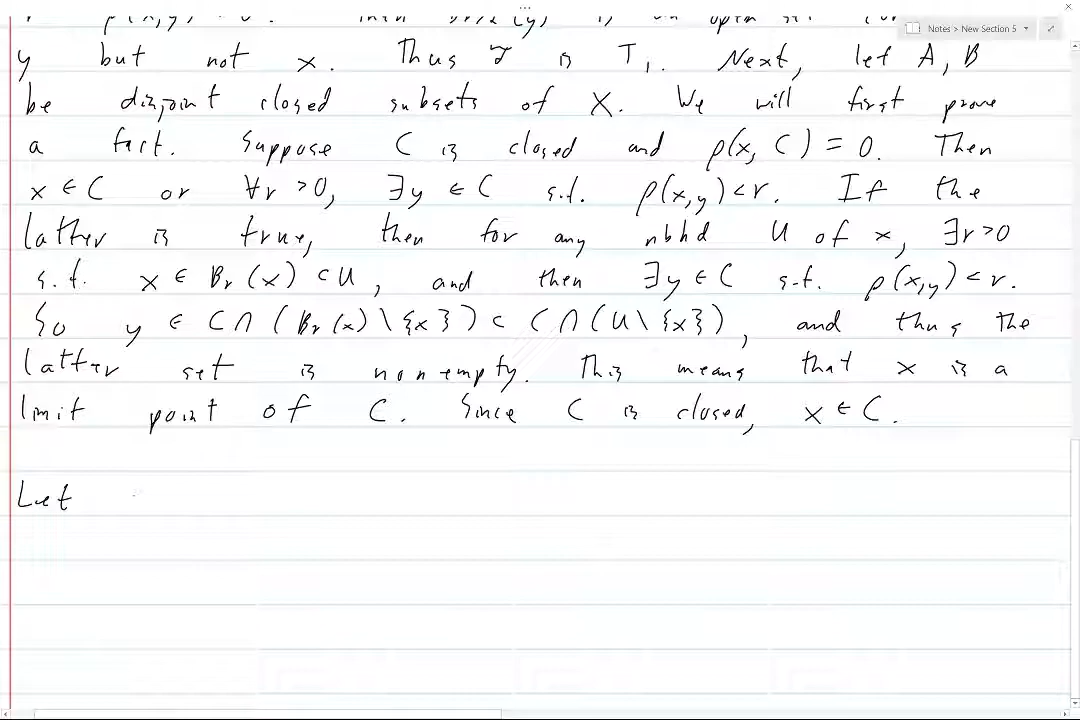 Notes > New Section 5
y but not x. Thus 𝒯 is T₁. Next, let A, B
be disjoint closed subsets of X. We will first prove
a fact. Suppose C is closed and ρ(x, C) = 0. Then
x ∈ C or ∀r > 0, ∃y ∈ C s.t. ρ(x,y) < r. If the
latter is true, then for any nbhd U of x, ∃r > 0
s.t. x ∈ Br(x) ⊂ U, and then ∃y ∈ C s.t. ρ(x,y) < r.
So y ∈ C ∩ (Br(x) \ {x}) ⊂ C ∩ (U \ {x}), and thus the
latter set is nonempty. This means that x is a
limit point of C. Since C is closed, x ∈ C.
Let